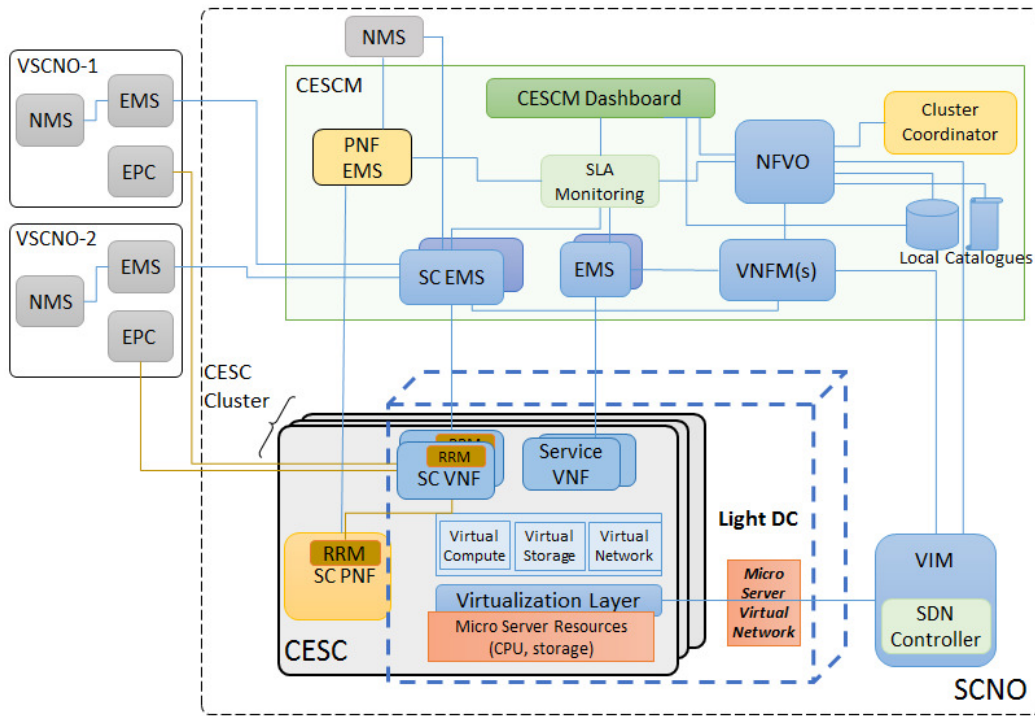 VSCNO-1
NMS
EMS
EPC
VSCNO-2
NMS
EMS
EPC
NMS
CESCM
CESCM Dashboard
PNF
EMS
SLA
Monitoring
NFVO
Cluster
Coordinator
Local Catalogues
SC EMS
EMS
VNFM(s)
CESC
Cluster
RRM
RRM
SC VNF
Service
VNF
Light DC
Virtual
Compute
Virtual
Storage
Virtual
Network
RRM
SC PNF
Virtualization Layer
Micro Server Resources
(CPU, storage)
Micro
Server
Virtual
Network
VIM
SDN
Controller
CESC
SCNO